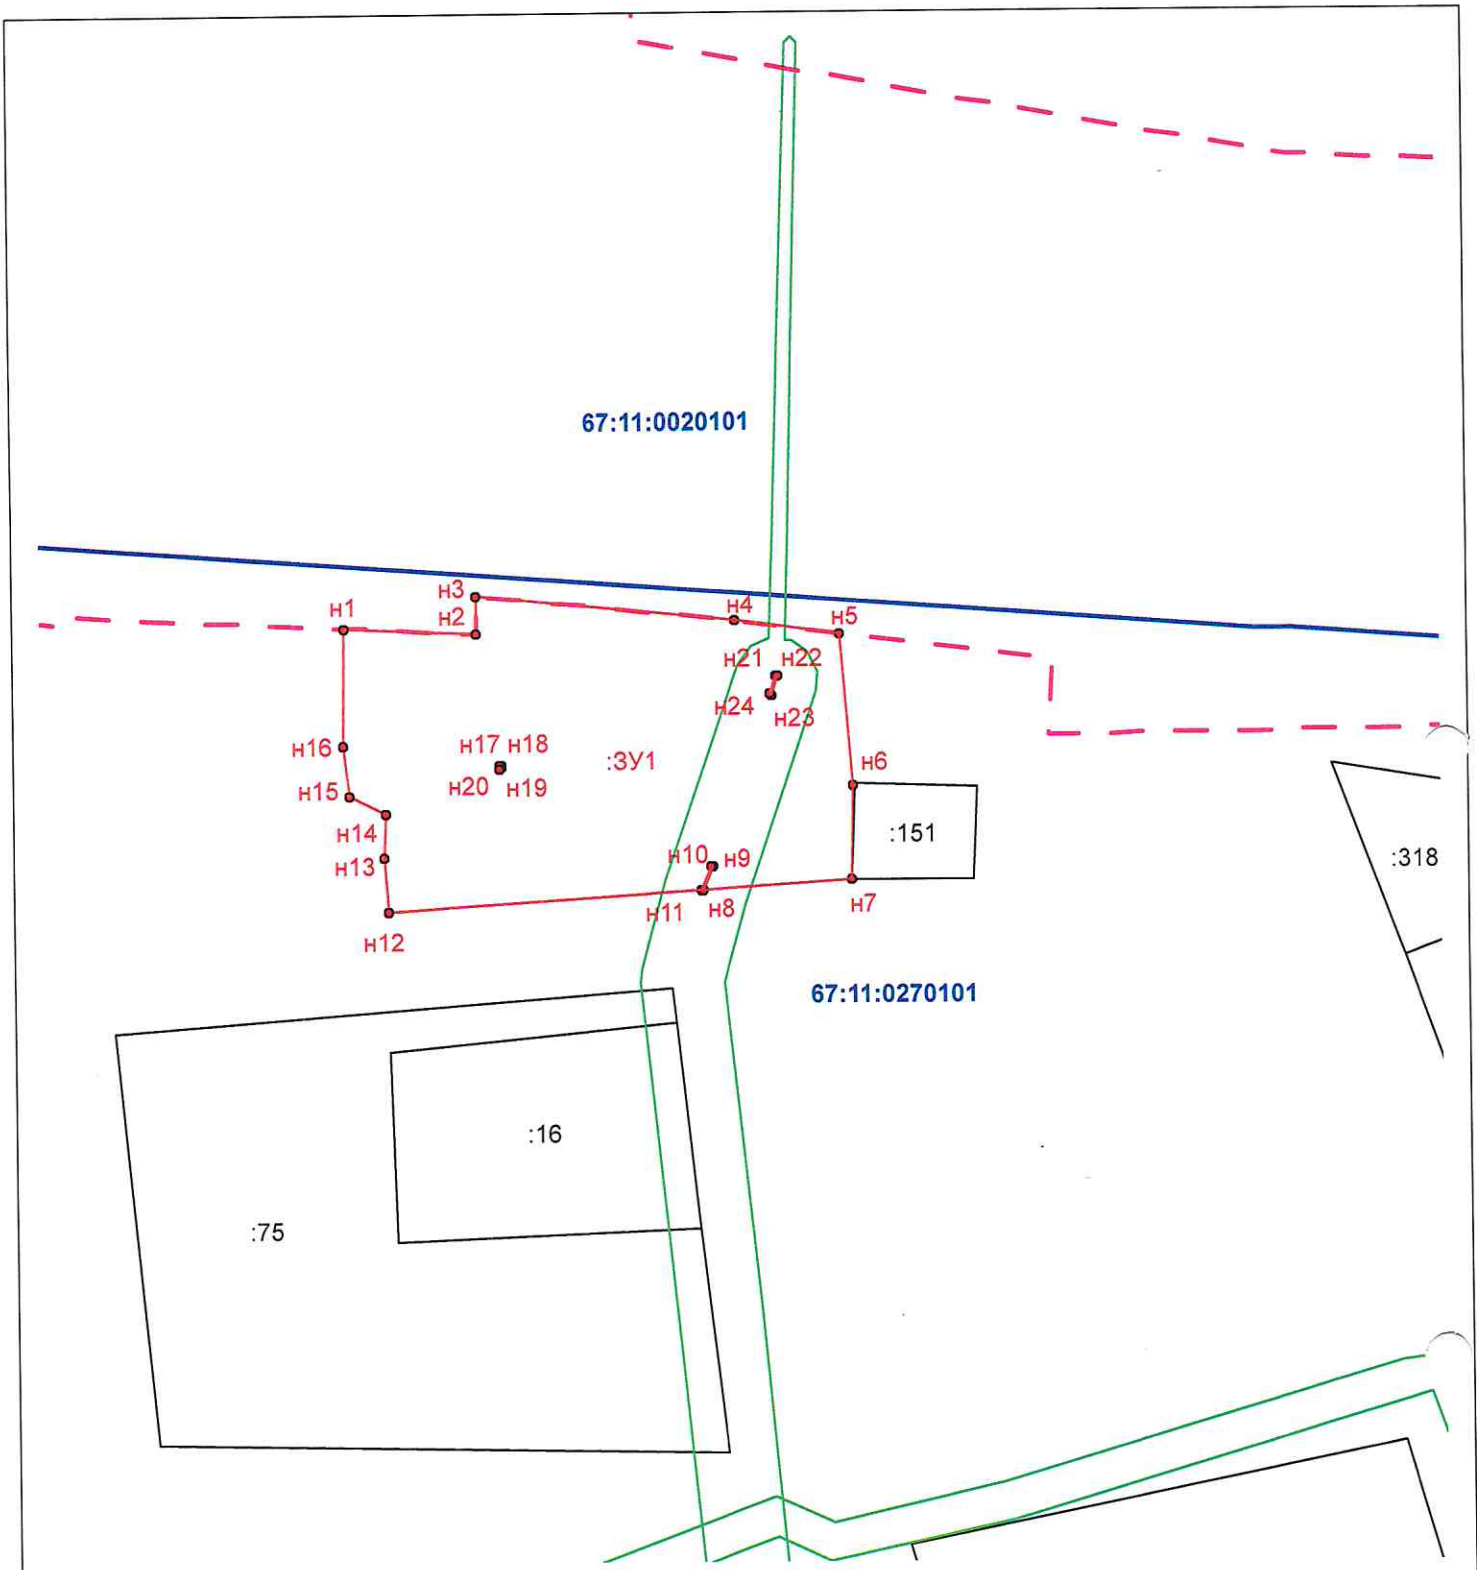 67:11:0020101
н3
н4
н1
н2
н5
н21 н22
н24
н23
н16
н17 н18
:ЗУ1
н6
н15
н20 н19
н14
:151
н13
н10 н9
:318
н11 н8
н7
н12
67:11:0270101
:16
:75